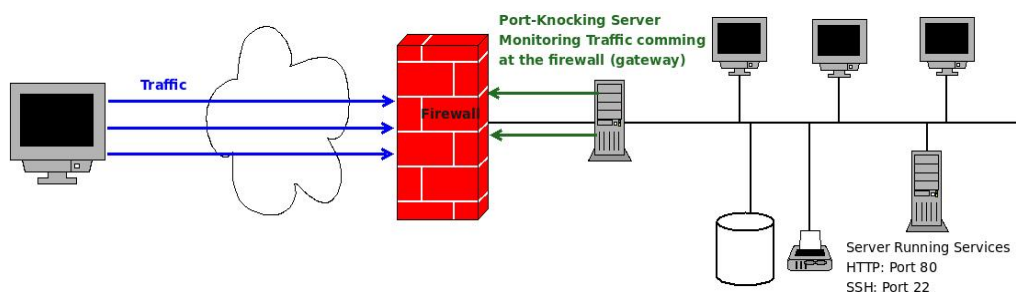 Port-Knocking Server
Monitoring Traffic comming
at the firewall (gateway)
Traffic
Firewall
Server Running Services
HTTP: Port 80
SSH: Port 22